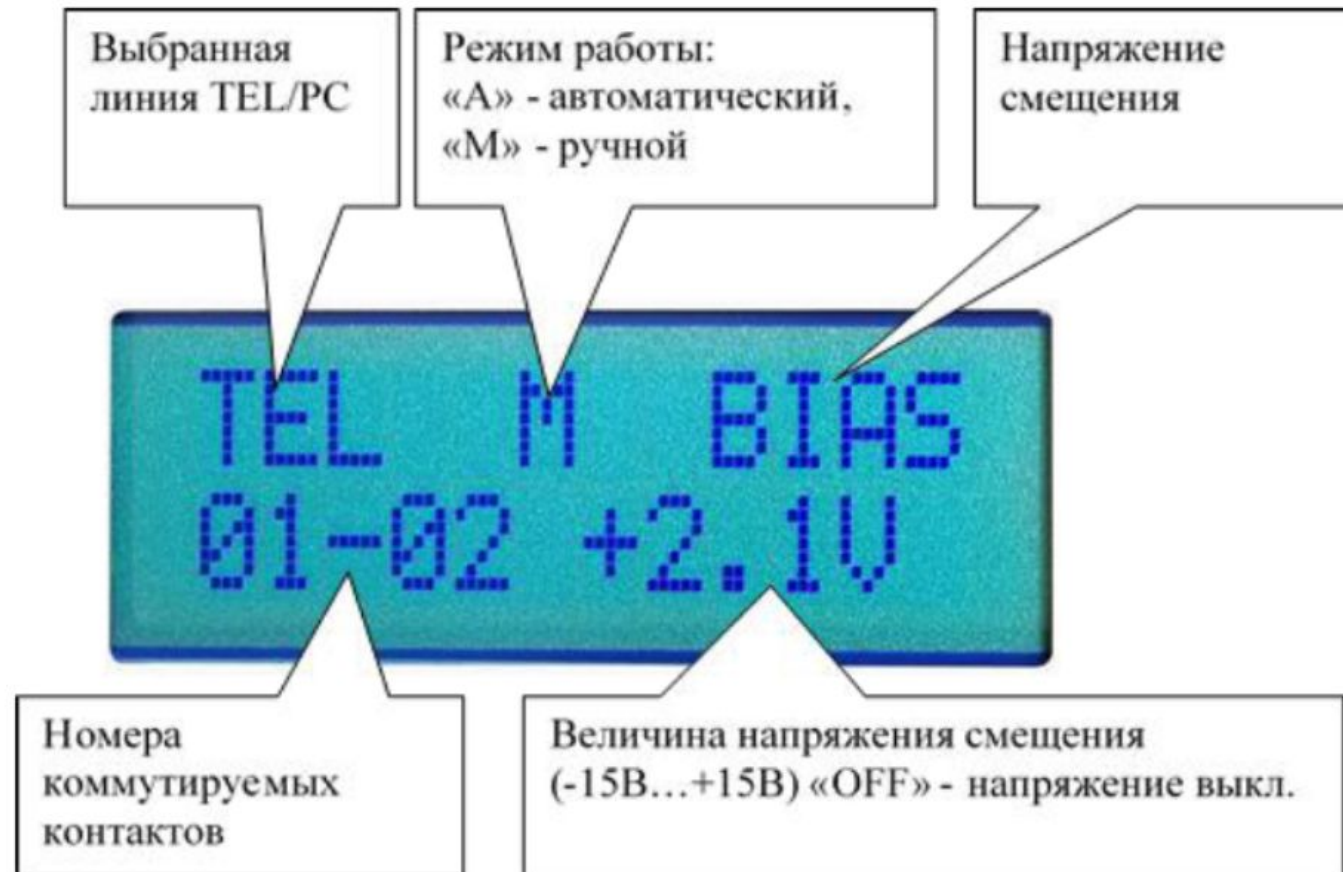 Выбранная
линия TEL/PC
Режим работы:
«А» - автоматический,
«М» - ручной
Напряжение
смещения
TEL M BIAS
01-02 +2.1V
Номера
коммутируемых
контактов
Величина напряжения смещения
(-15В...+15В) «OFF» - напряжение выкл.